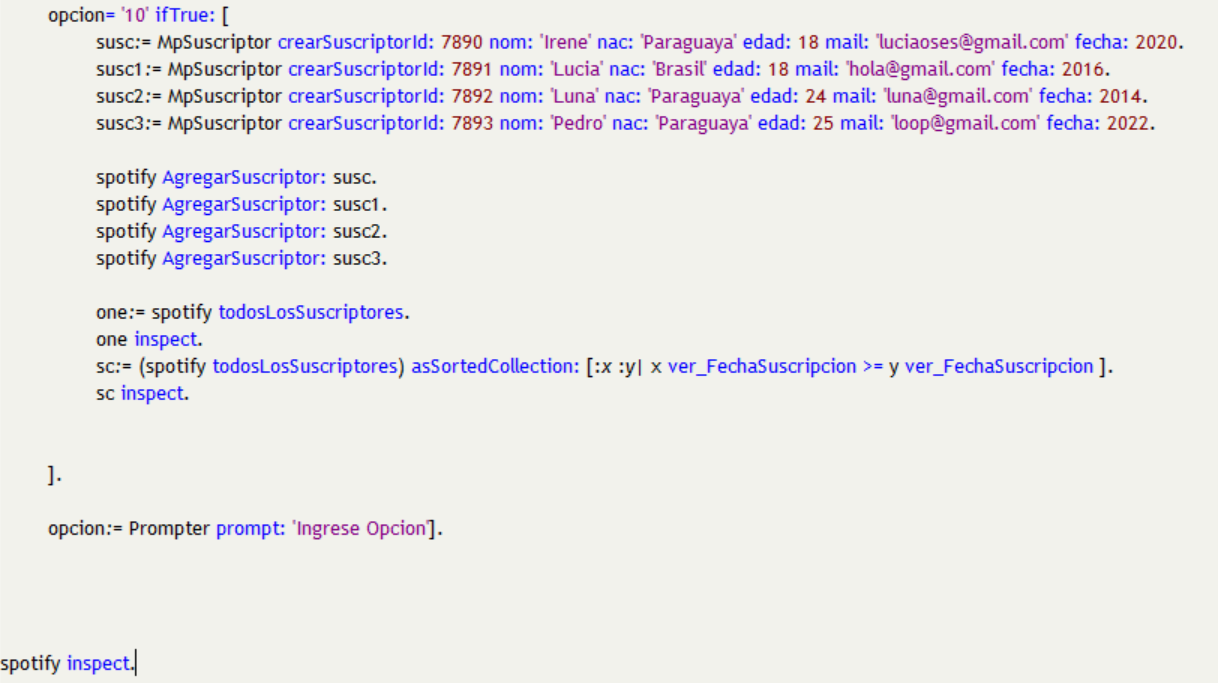 opcion= '10' ifTrue: [
susc:= MpSuscriptor crearSuscriptorId: 7890 nom: 'Irene' nac: 'Paraguaya' edad: 18 mail: 'luciaoses@gmail.com' fecha: 2020.
susc1:= MpSuscriptor crearSuscriptorId: 7891 nom: 'Lucia' nac: 'Brasil' edad: 18 mail: 'hola@gmail.com' fecha: 2016.
susc2:= MpSuscriptor crearSuscriptorId: 7892 nom: 'Luna' nac: 'Paraguaya' edad: 24 mail: 'luna@gmail.com' fecha: 2014.
susc3:= MpSuscriptor crearSuscriptorId: 7893 nom: 'Pedro' nac: 'Paraguaya' edad: 25 mail: 'loop@gmail.com' fecha: 2022.
spotify AgregarSuscriptor: susc.
spotify AgregarSuscriptor: susc1.
spotify AgregarSuscriptor: susc2.
spotify AgregarSuscriptor: susc3.
one:= spotify todosLosSuscriptores.
one inspect.
sc:= (spotify todosLosSuscriptores) asSortedCollection: [:x :y| x ver_FechaSuscripcion >= y ver_FechaSuscripcion ].
sc inspect.
].
opcion:= Prompter prompt: 'Ingrese Opcion'].
spotify inspect.